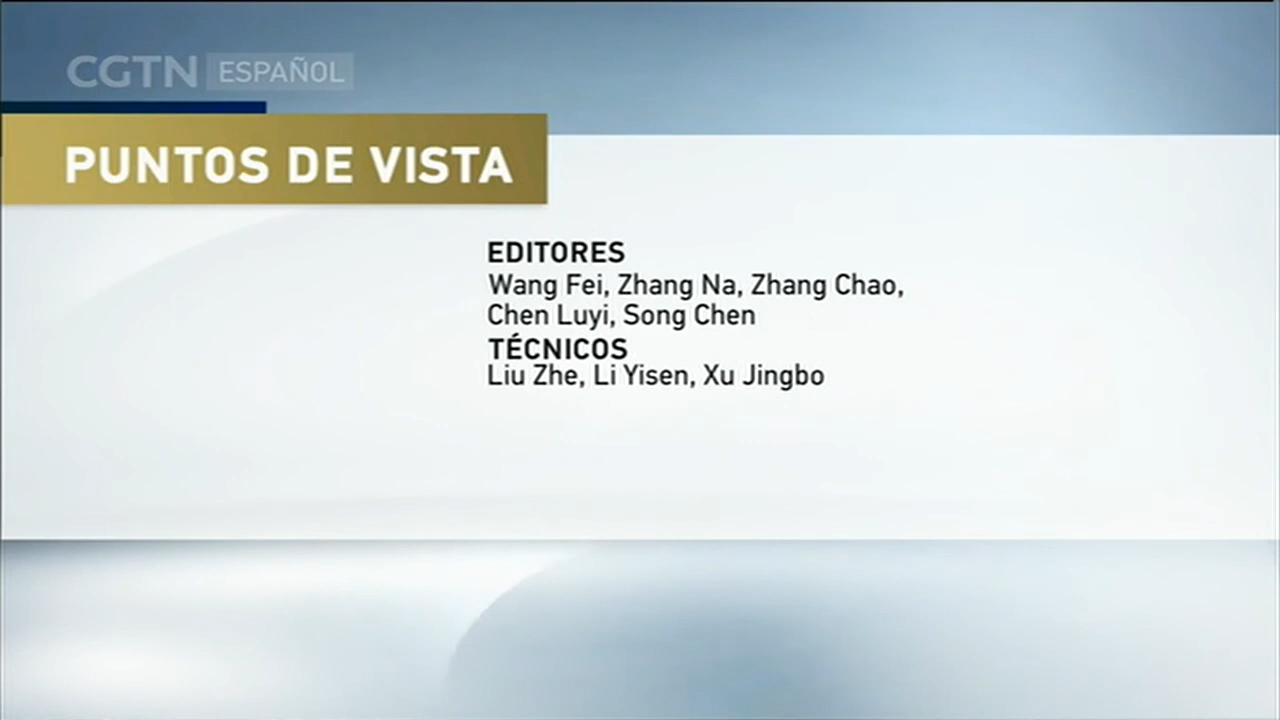 CGTN ESPAÑOL
PUNTOS DE VISTA
EDITORES
Wang Fei, Zhang Na, Zhang Chao,
Chen Luyi, Song Chen
TÉCNICOS
Liu Zhe, Li Yisen, Xu Jingbo